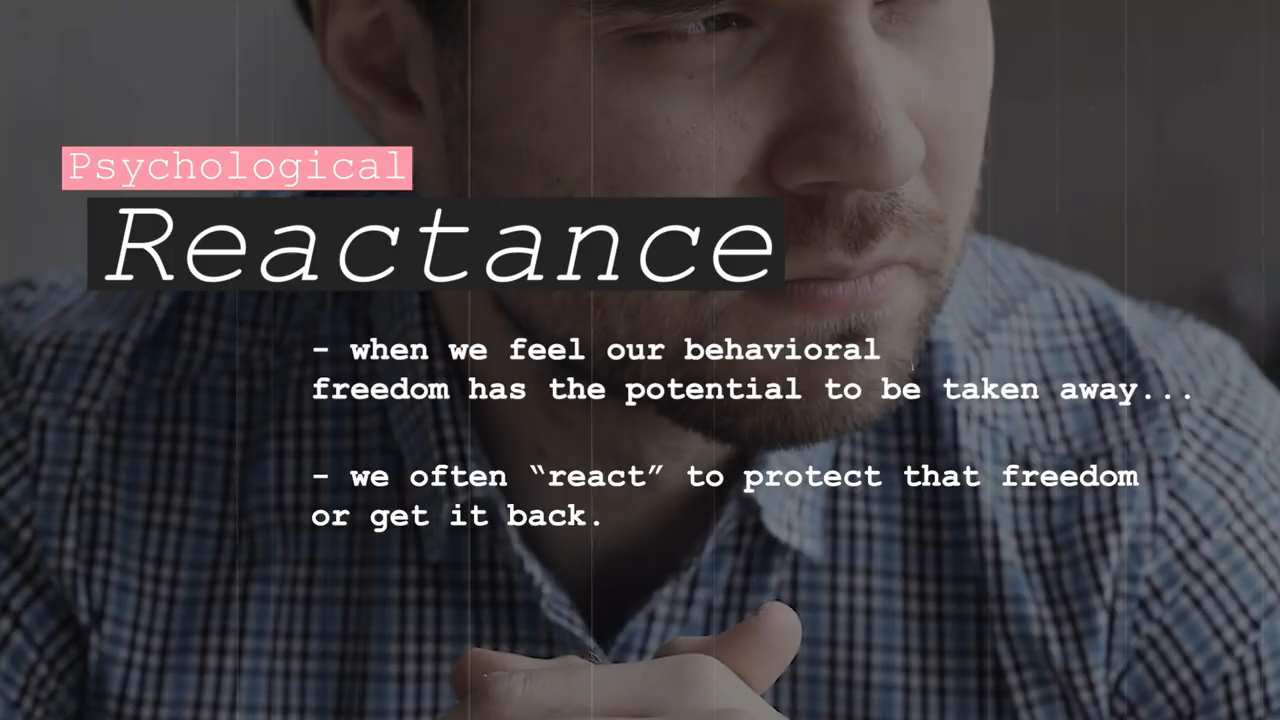 Psychological
Reactance
- when we feel our behavioral
freedom has the potential to be taken away...
- we often “react” to protect that freedom
or get it back.